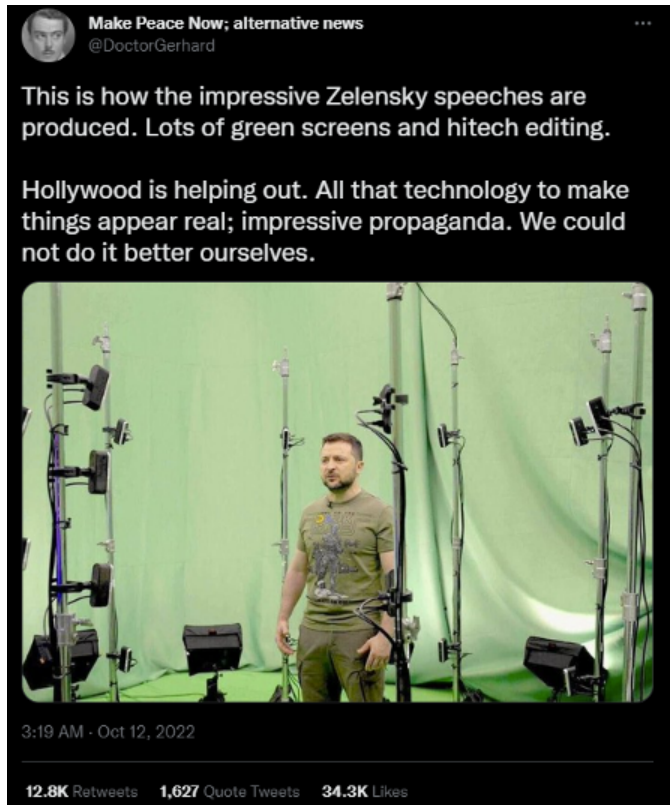 Make Peace Now; alternative news
@DoctorGerhard
This is how the impressive Zelensky speeches are
produced. Lots of green screens and hitech editing.
Hollywood is helping out. All that technology to make
things appear real; impressive propaganda. We could
not do it better ourselves.
3:19 AM · Oct 12, 2022
12.8K Retweets 1,627 Quote Tweets 34.3K Likes